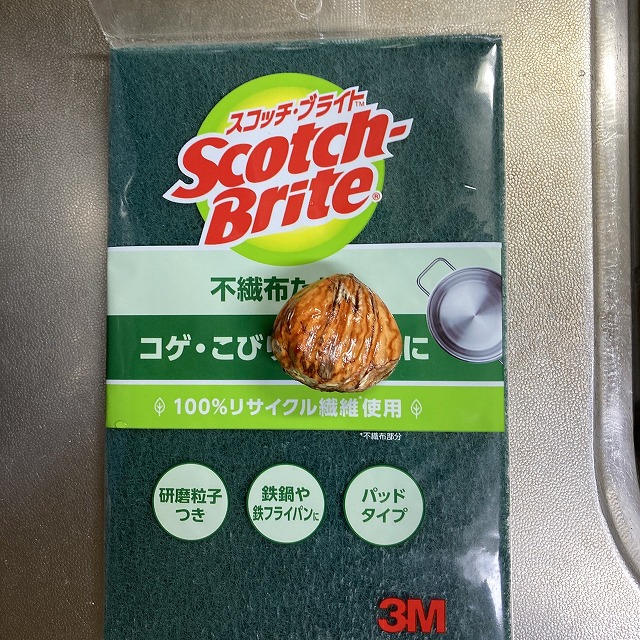 スコッチ・ブライト™
Scotch-
Brite®
不織布た
コゲ・こび に
100%リサイクル繊維使用
*不織布部分
研磨粒子
つき
鉄鍋や
鉄フライパンに
パッド
タイプ
3M